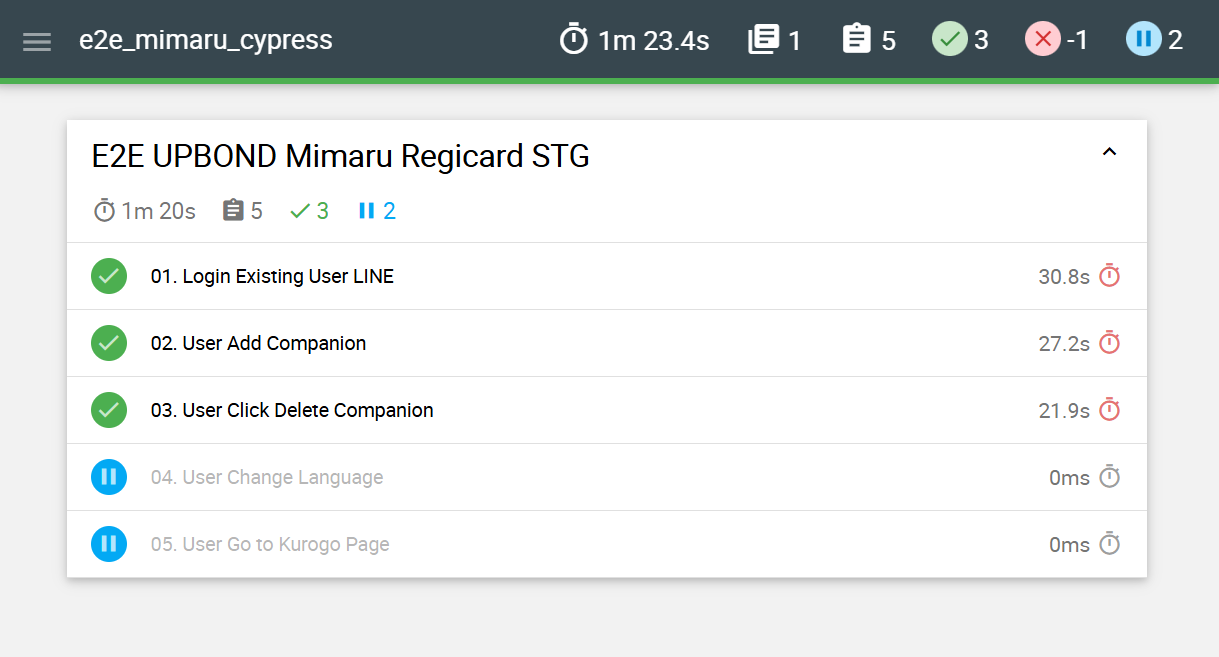 e2e_mimaru_cypress 1m 23.4s 1 5 3 -1 2
E2E UPBOND Mimaru Regicard STG
1m 20s 5 3 2
01. Login Existing User LINE 30.8s
02. User Add Companion 27.2s
03. User Click Delete Companion 21.9s
04. User Change Language 0ms
05. User Go to Kurogo Page 0ms